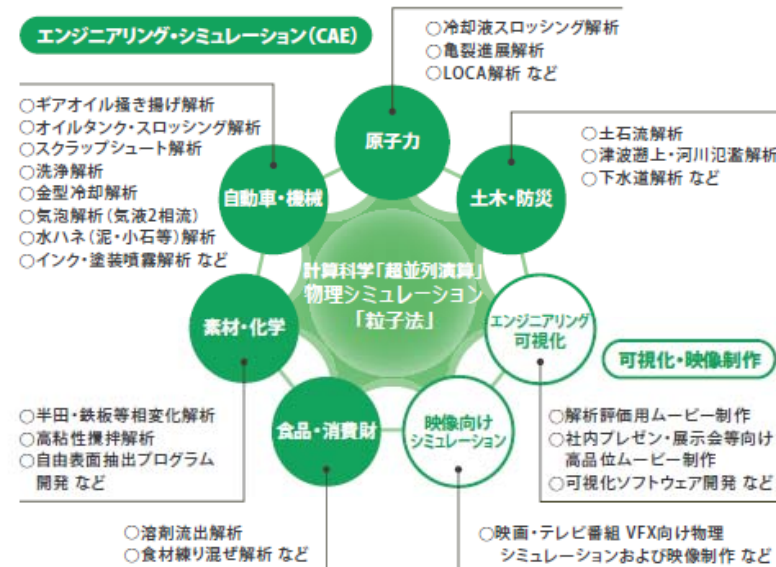 エンジニアリング・シミュレーション(CAE)
○冷却液スロッシング解析
○亀裂進展解析
○LOCA解析 など
○ギアオイル掻き揚げ解析
○オイルタンク・スロッシング解析
○スクラップシュート解析
○洗浄解析
○金型冷却解析
○気泡解析(気液2相流)
○水ハネ(泥・小石等)解析
○インク・塗装噴霧解析 など
原子力
○土石流解析
○津波遡上・河川氾濫解析
○下水道解析 など
自動車・機械
土木・防災
計算科学「超並列演算」
物理シミュレーション
「粒子法」
素材・化学
エンジニアリング
可視化
可視化・映像制作
○半田・鉄板等相変化解析
○高粘性攪拌解析
○自由表面抽出プログラム
開発 など
食品・消費財
映像向け
シミュレーション
○解析評価用ムービー制作
○社内プレゼン・展示会等向け
高品位ムービー制作
○可視化ソフトウェア開発 など
○溶剤流出解析
○食材練り混ぜ解析 など
○映画・テレビ番組 VFX向け物理
シミュレーションおよび映像制作 など